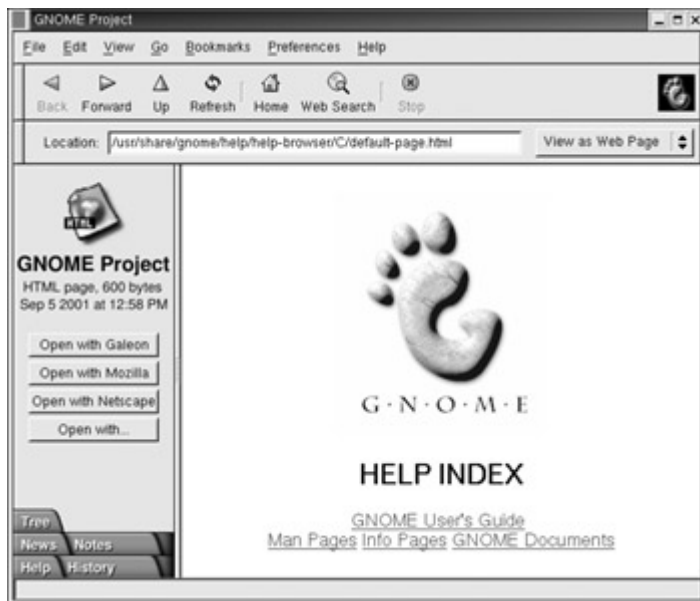 GNOME Project
File Edit View Go Bookmarks Preferences Help
Back Forward Up Refresh Home Web Search Stop
Location: /usr/share/gnome/help/help-browser/C/default-page.html View as Web Page
HTML
GNOME Project
HTML page, 600 bytes
Sep 5 2001 at 12:58 PM
Open with Galeon
Open with Mozilla
Open with Netscape
Open with...
Tree
News Notes
Help History
G·N·O·M·E
HELP INDEX
GNOME User's Guide
Man Pages Info Pages GNOME Documents